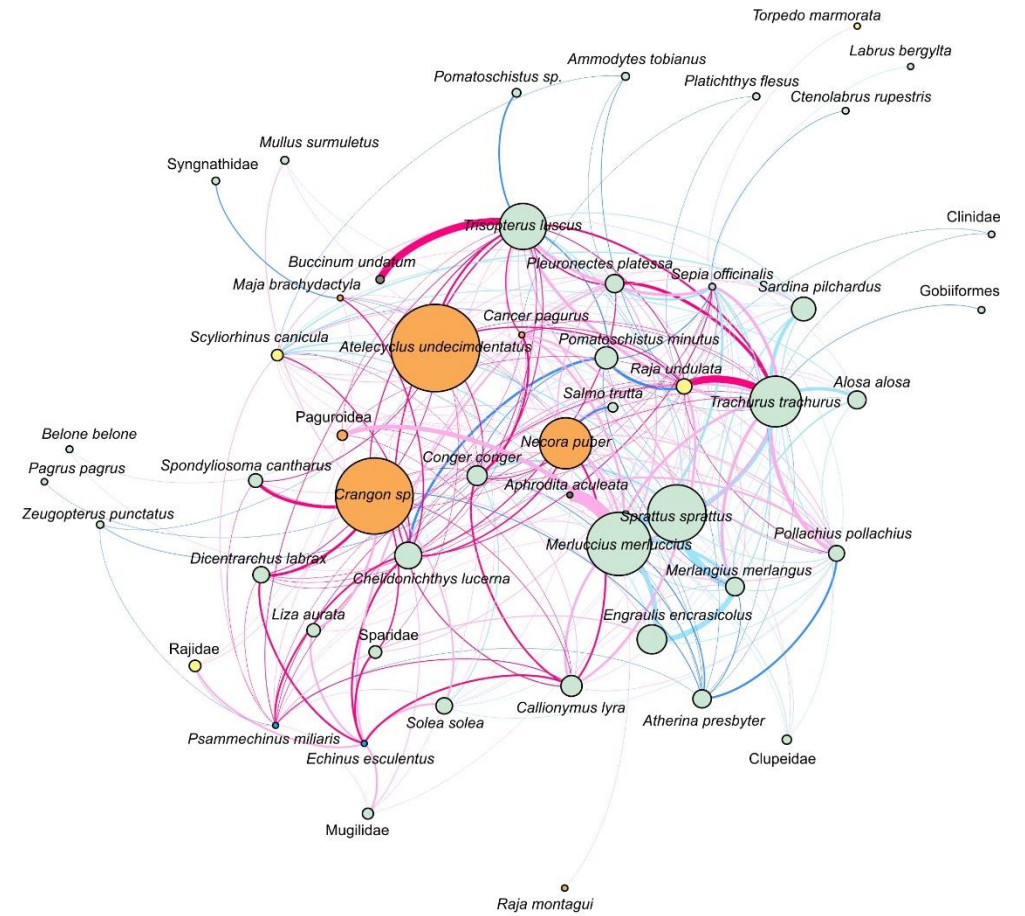 Torpedo marmorata
Labrus bergylta
Ammodytes tobianus
Pomatoschistus sp.
Platichthys flesus
Ctenolabrus rupestris
Mullus surmuletus
Syngnathidae
Clinidae
Trisopterus luscus
Buccinum undatum
Pleuronectes platessa
Sepia officinalis
Maja brachydactyla
Sardina pilchardus
Gobiiformes
Cancer pagurus
Scyliorhinus canicula
Atelecyclus undecimdentatus
Pomatoschistus minutus
Raja undulata
Alosa alosa
Salmo trutta
Trachurus trachurus
Paguroidea
Belone belone
Necora puber
Pagrus pagrus
Spondyliosoma cantharus
Conger conger
Aphrodita aculeata
Crangon sp
Zeugopterus punctatus
Sprattus sprattus
Pollachius pollachius
Merluccius merluccius
Dicentrarchus labrax
Chelidonichthys lucerna
Merlangius merlangus
Liza aurata
Engraulis encrasicolus
Sparidae
Rajidae
Callionymus lyra
Solea solea
Atherina presbyter
Psammechinus miliaris
Echinus esculentus
Clupeidae
Mugilidae
Raja montagui